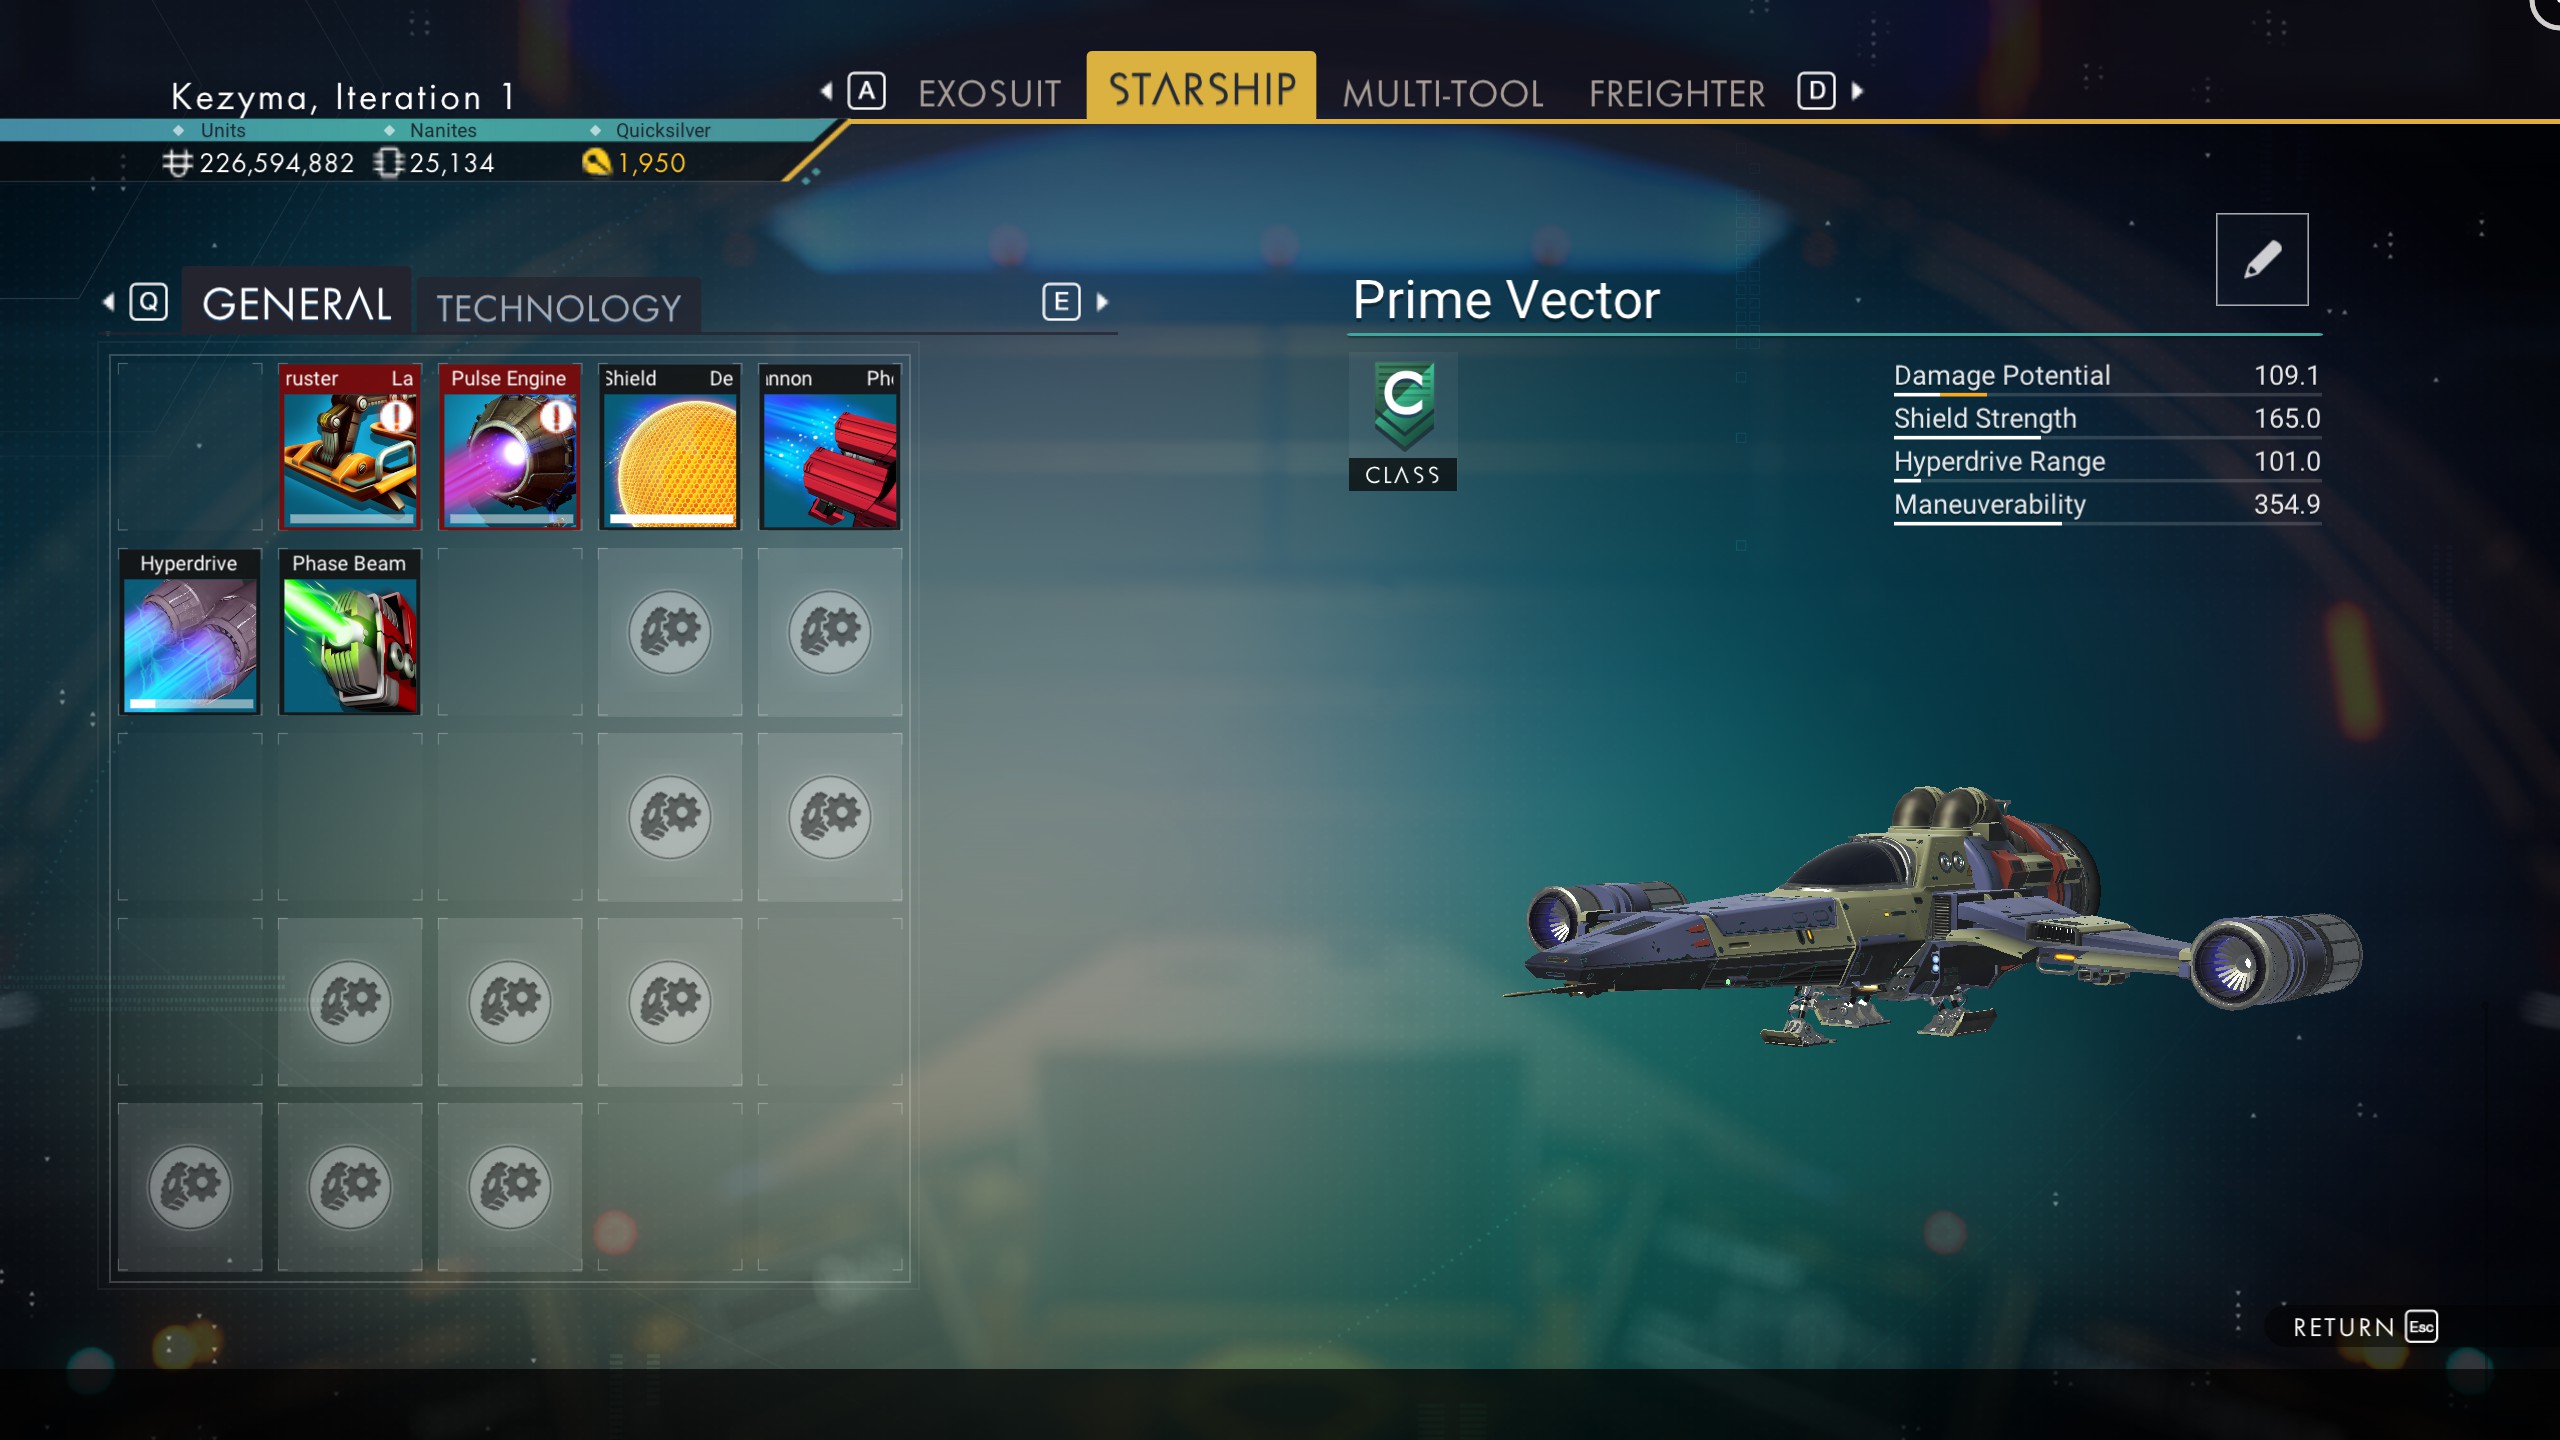 Kezyma, Iteration 1
A EXOSUIT STARSHIP MULTI-TOOL FREIGHTER D
Units Nanites Quicksilver
226,594,882 25,134 1,950
Q GENERAL TECHNOLOGY E
Prime Vector
ruster La Pulse Engine Shield De nnon Ph
C
CLASS
Damage Potential 109.1
Shield Strength 165.0
Hyperdrive Range 101.0
Maneuverability 354.9
Hyperdrive Phase Beam
RETURN Esc